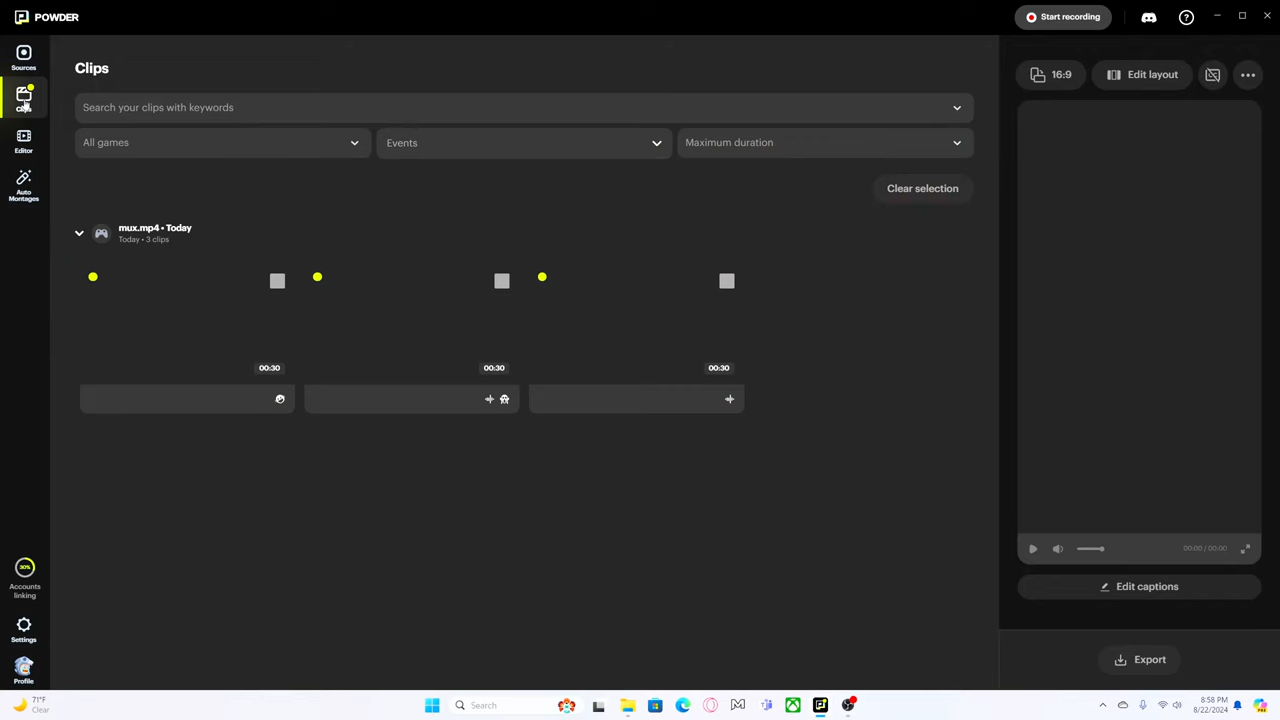 POWDER
Start recording
Sources
Clips
Search your clips with keywords
16:9
Edit layout
All games
Events
Maximum duration
Editor
Auto
Montages
Clear selection
mux.mp4 • Today
Today • 3 clips
00:30
00:30
00:30
00:00 / 00:00
30%
Accounts
linking
Edit captions
Settings
Export
Profile
71°F
Clear
Search
8:58 PM
8/22/2024